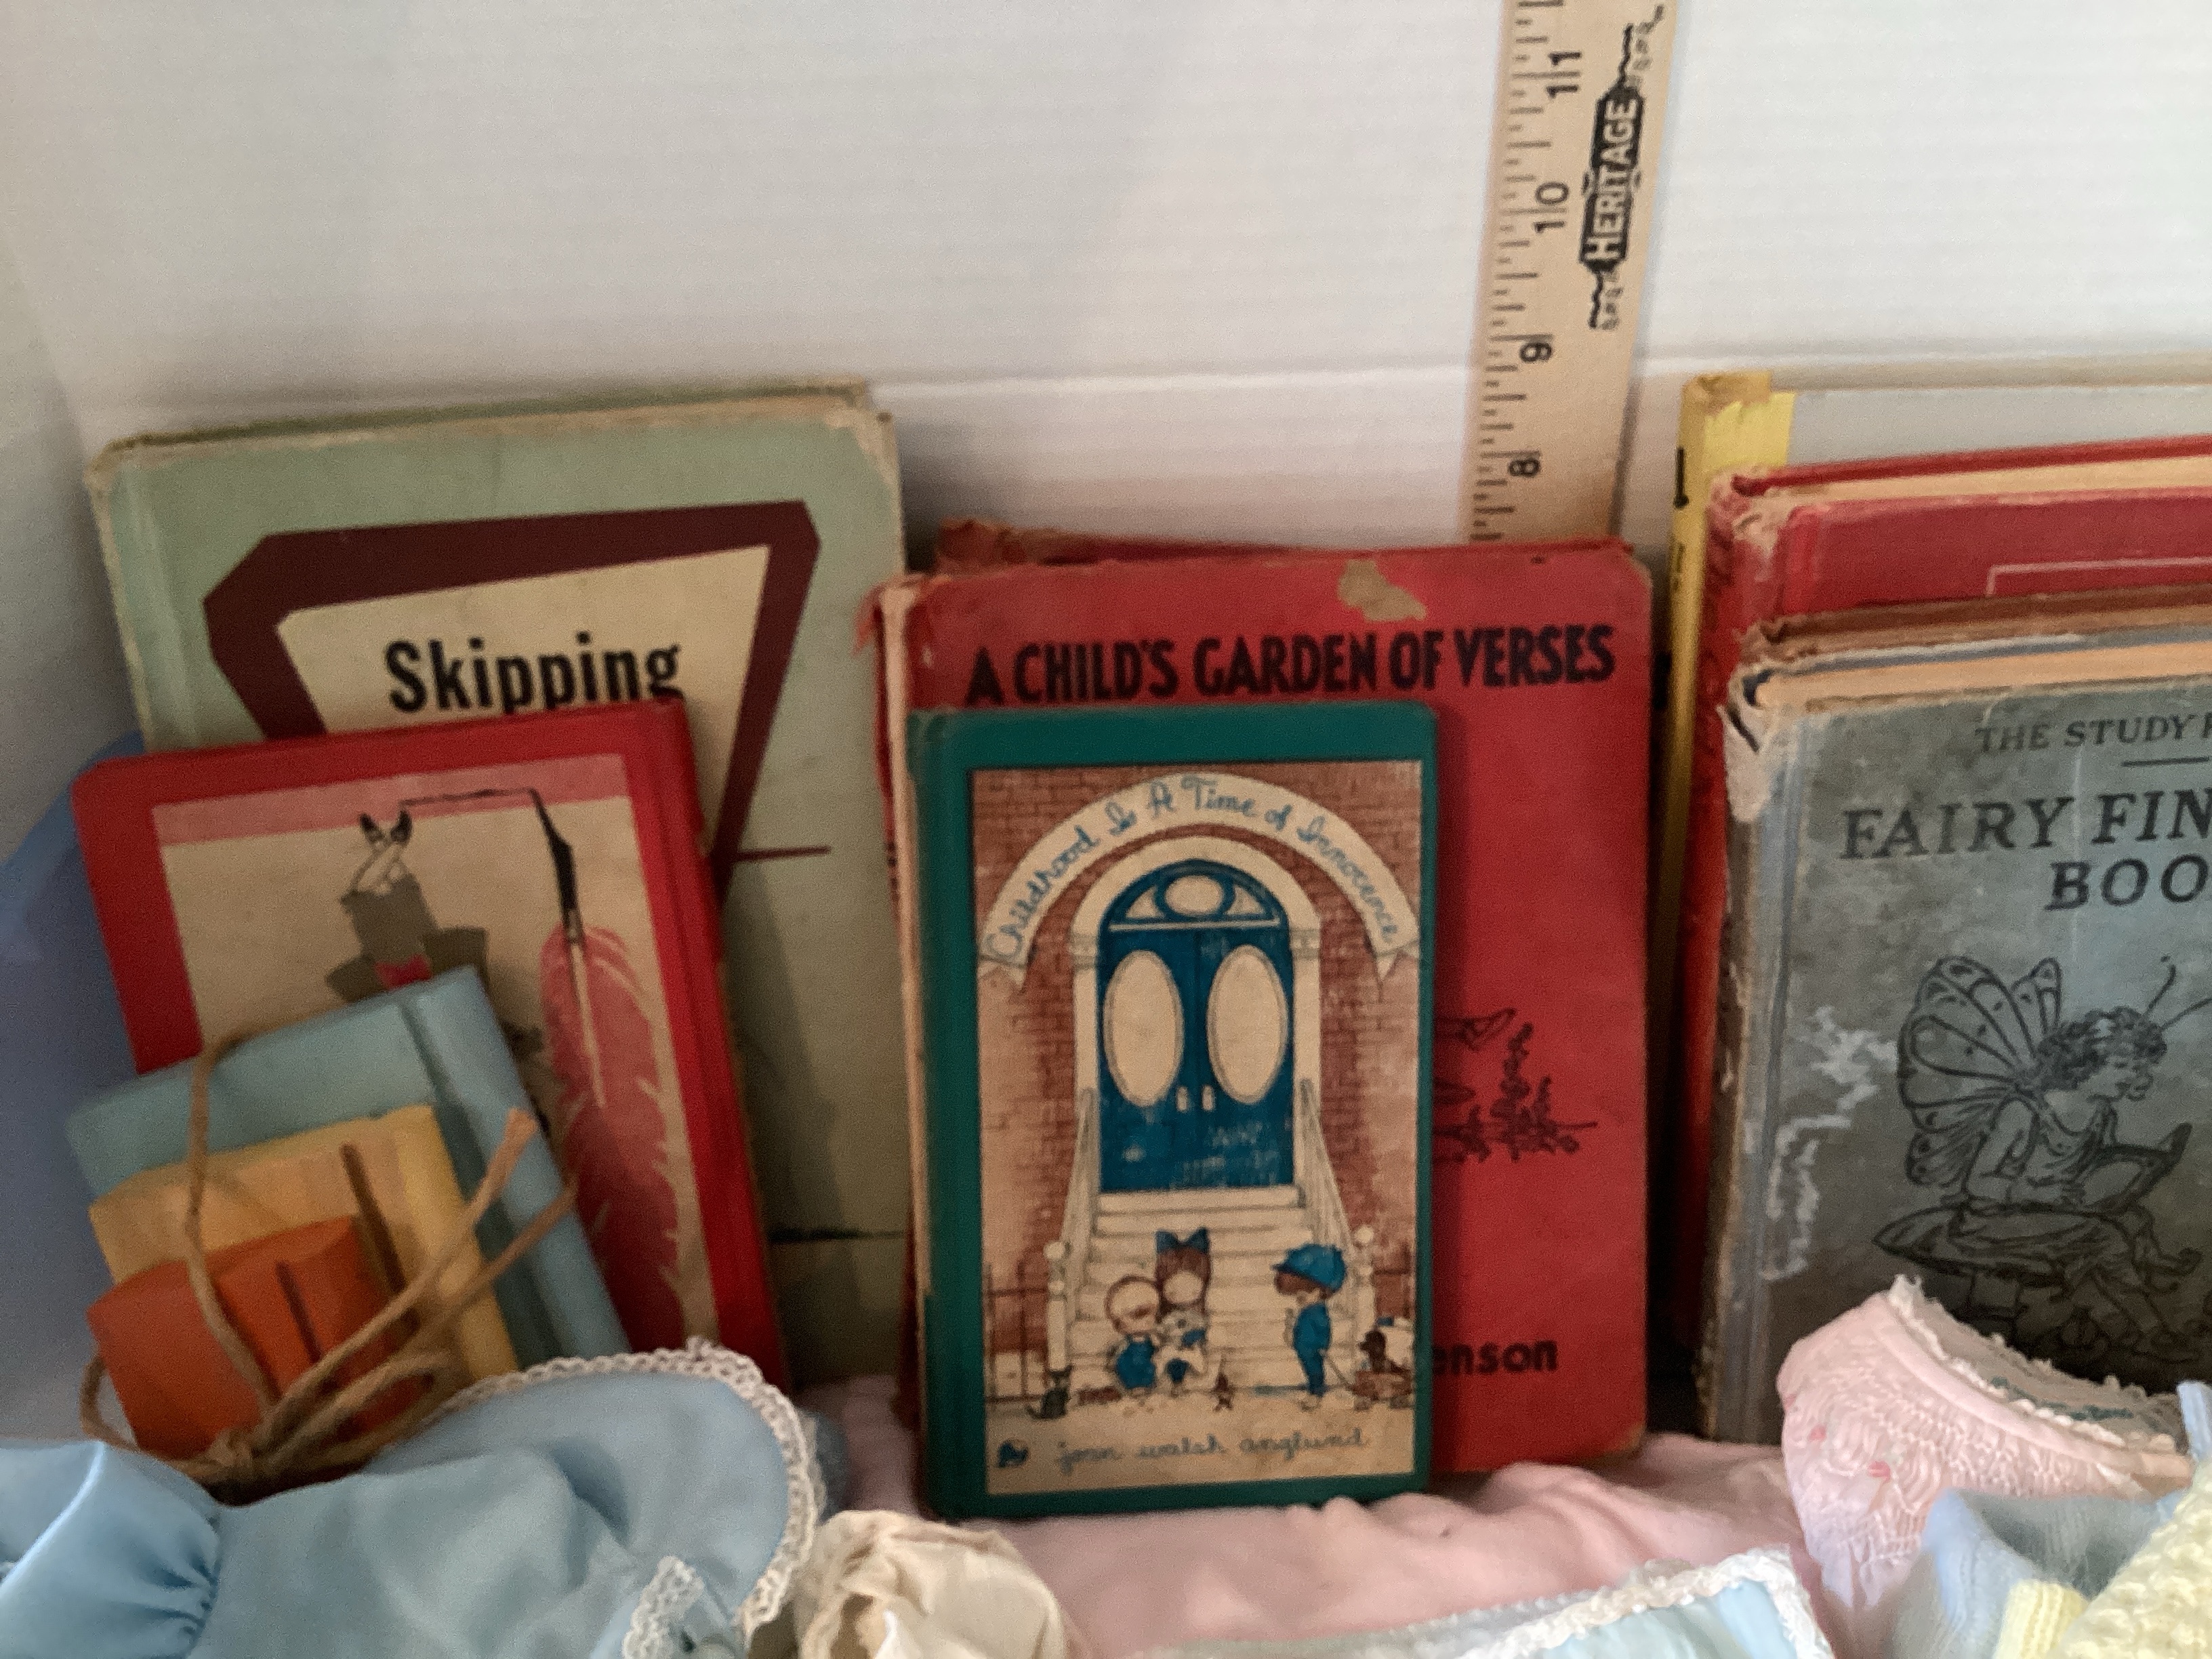 11
10
9
8
HERITAGE
Skipping
A CHILD'S GARDEN OF VERSES
enson
Childhood Is A Time of Innocence
joan walsh anglund
THE STUDY
FAIRY FIN
BOO